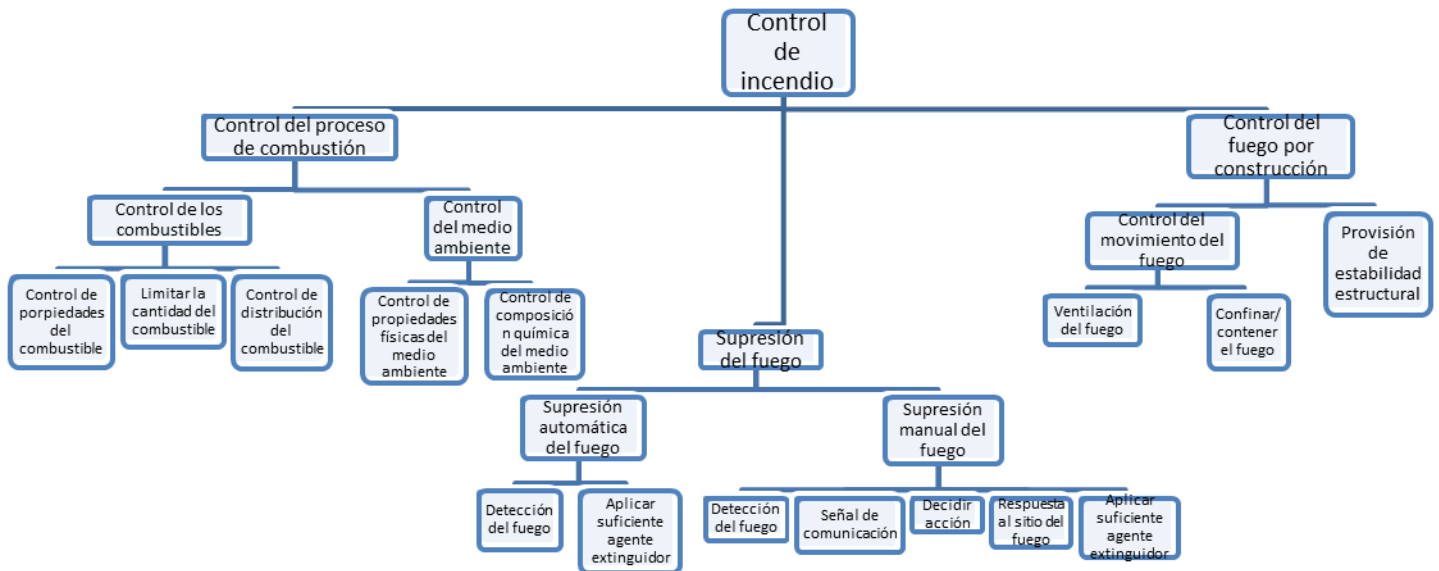 Control
de
incendio
Control del proceso
de combustión
Control del
fuego por
construcción
Control de los
combustibles
Control
del medio
ambiente
Control del
movimiento del
fuego
Provisión
de
estabilidad
estructural
Control de
porpiedades
del
combustible
Limitar la
cantidad del
combustible
Control de
distribución
del
combustible
Control de
propiedades
físicas del
medio
ambiente
Control de
composició
n química
del medio
ambiente
Ventilación
del fuego
Confinar/
contener
el fuego
Supresión
del fuego
Supresión
automática
del fuego
Supresión
manual del
fuego
Detección
del fuego
Aplicar
suficiente
agente
extinguidor
Detección
del fuego
Señal de
comunicación
Decidir
acción
Respuesta
al sitio del
fuego
Aplicar
suficiente
agente
extinguidor